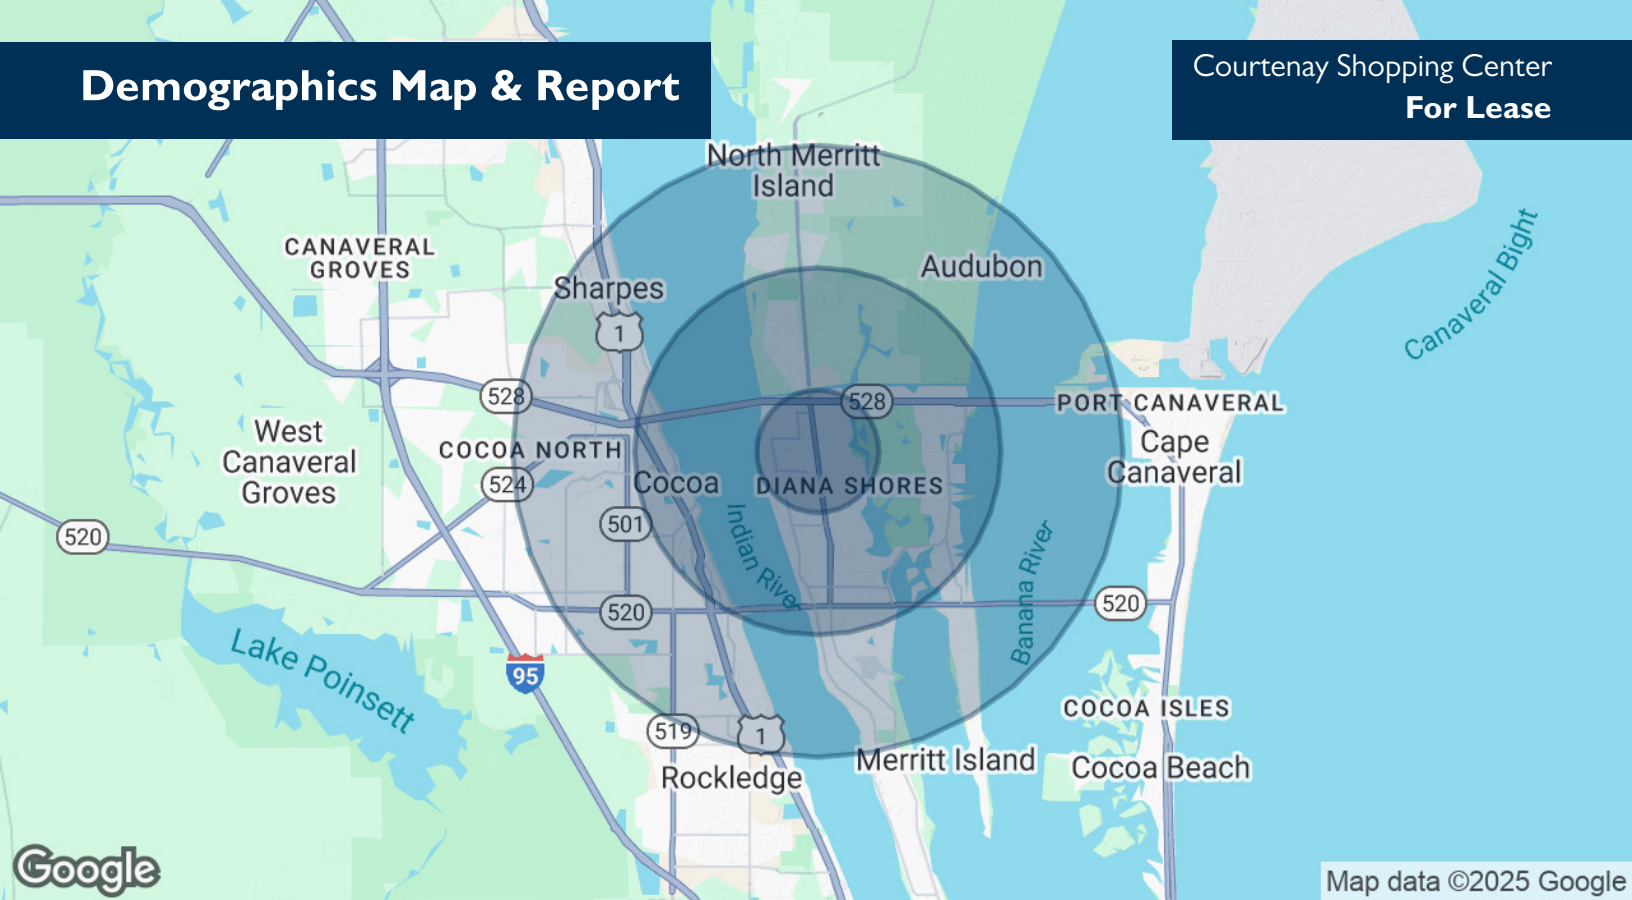 Demographics Map & Report
Courtenay Shopping Center
For Lease
North Merritt
Island
CANAVERAL
GROVES
Audubon
Sharpes
Canaveral Bight
1
528
528
PORT CANAVERAL
West
Canaveral
Groves
COCOA NORTH
Cape
Canaveral
524
Cocoa
DIANA SHORES
501
520
Indian River
Banana River
520
520
Lake Poinsett
95
COCOA ISLES
519
1
Rockledge
Merritt Island
Cocoa Beach
Google
Map data ©2025 Google